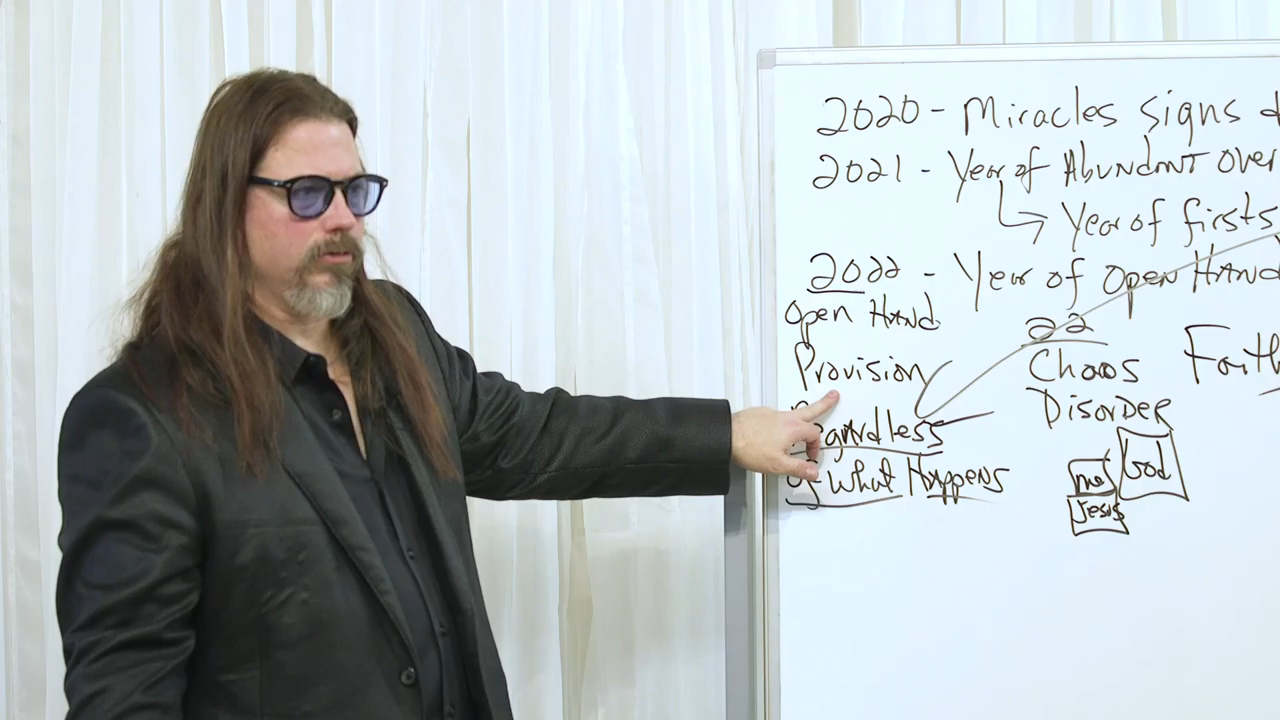 2020 - Miracles Signs &
2021 - Year of Abundant Over
Year of firsts
2022 - Year of Open Hand
Open Hand
Provision
Regardless
of what Happens
22
Chaos
Disorder
Faith
me
God
Jesus